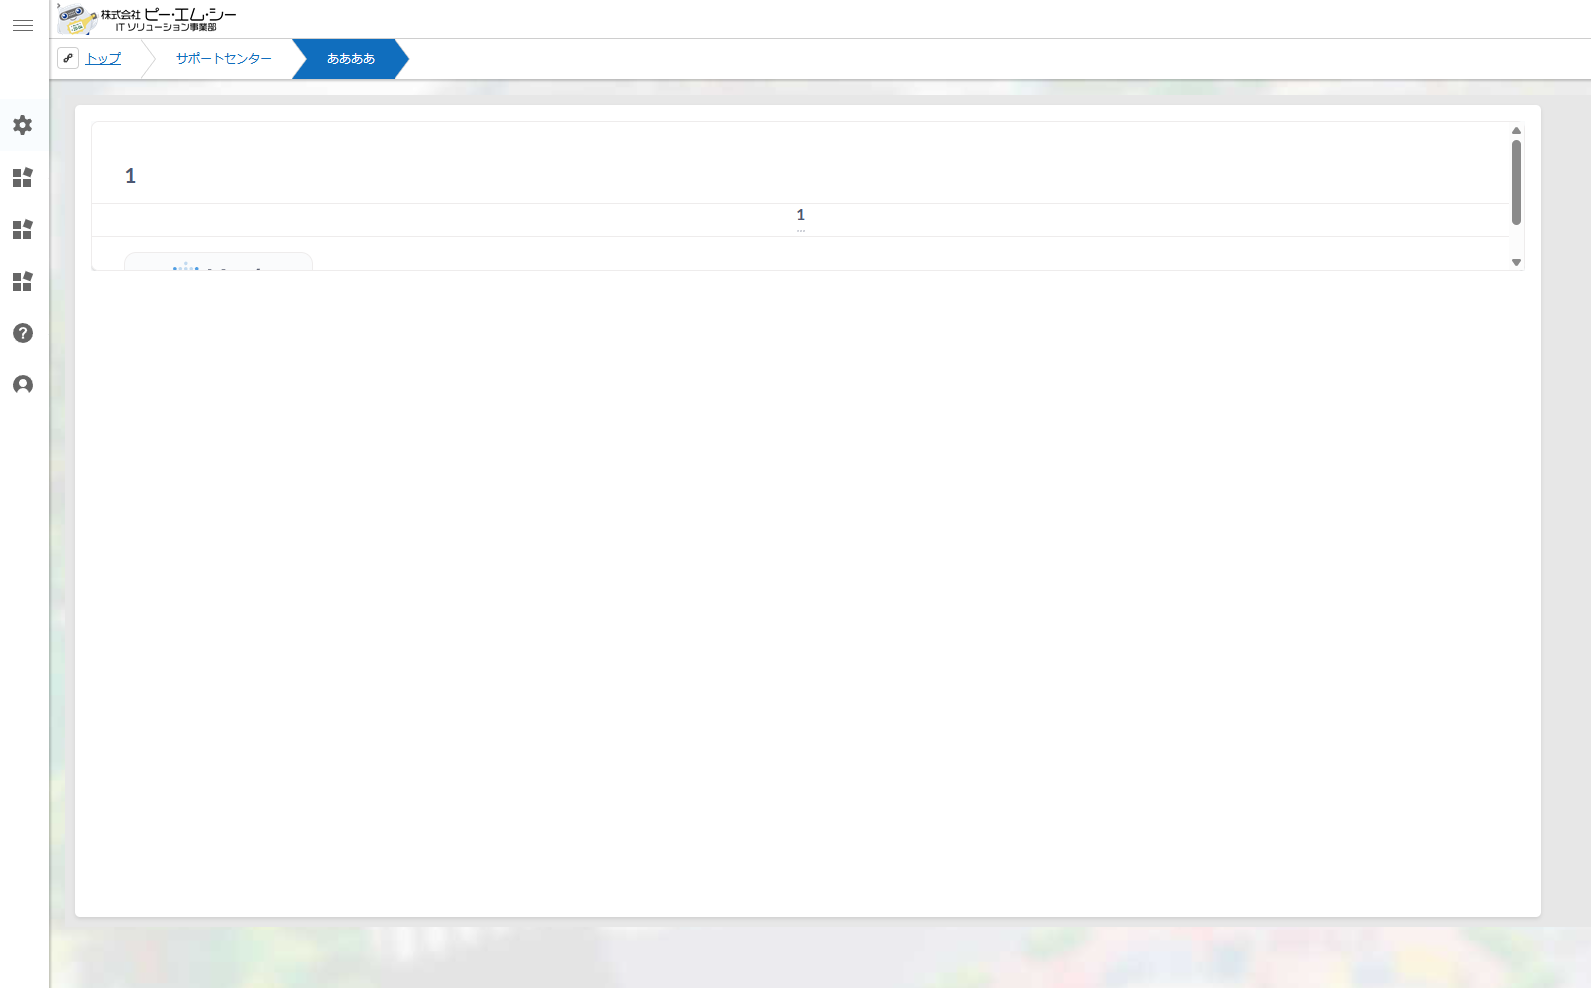 株式会社 ピー・エム・シー
IT ソリューション事業部
トップ
サポートセンター
ああああ
1
1
...